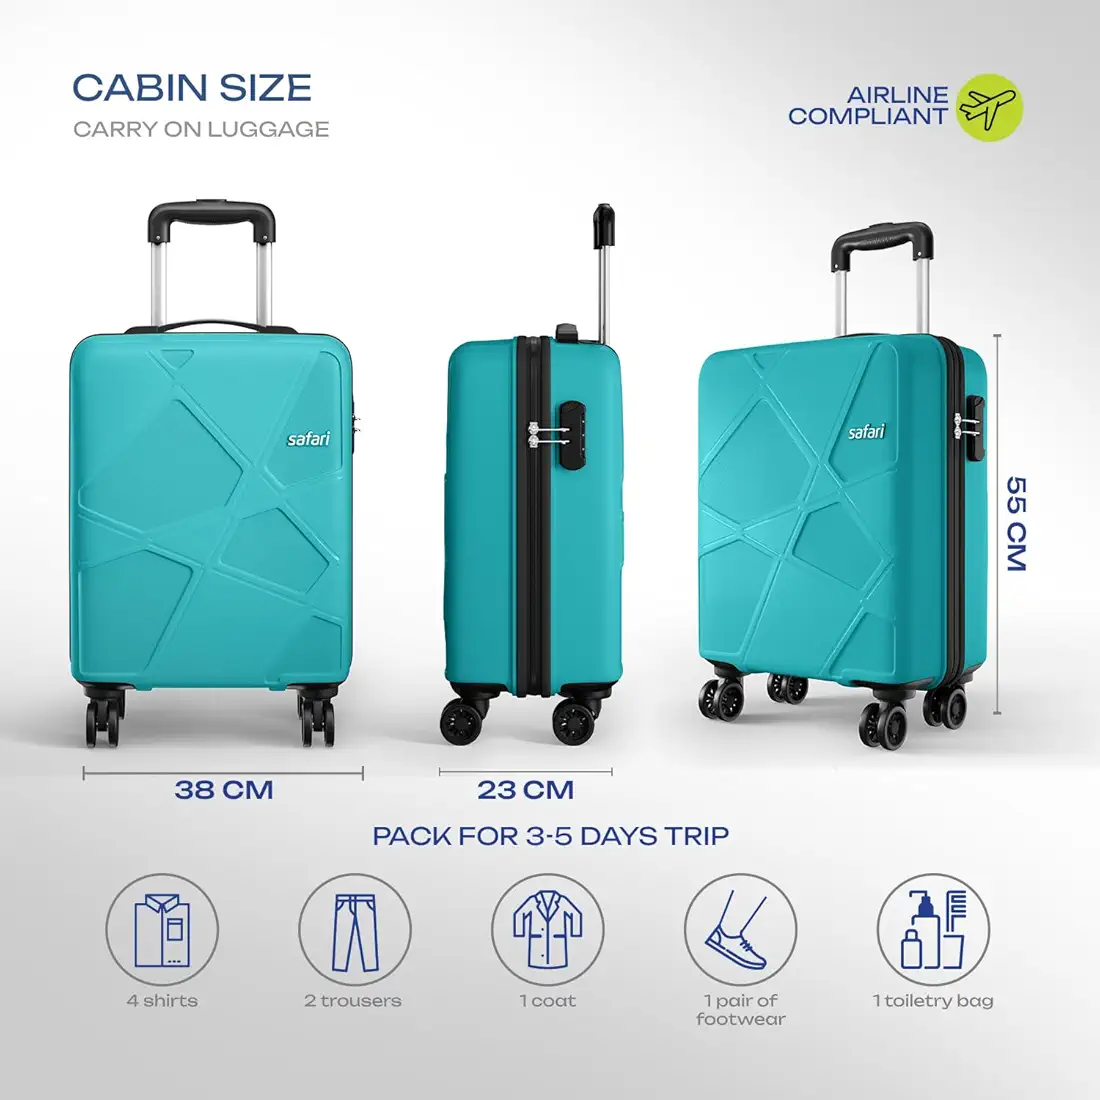 CABIN SIZE
CARRY ON LUGGAGE
AIRLINE
COMPLIANT
safari
safari
55 CM
38 CM
23 CM
PACK FOR 3-5 DAYS TRIP
4 shirts
2 trousers
1 coat
1 pair of
footwear
1 toiletry bag